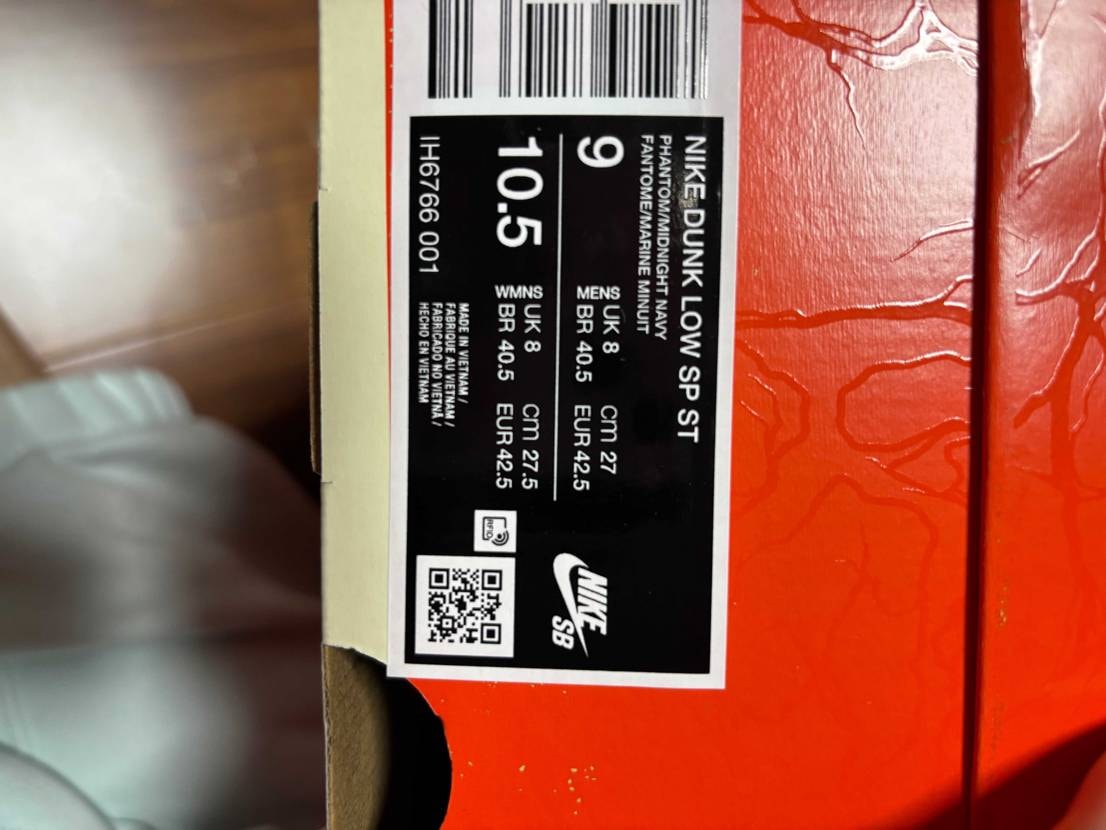 NIKE DUNK LOW SP ST
PHANTOM/MIDNIGHT NAVY
FANTOME/MARINE MINUIT
9 MENS UK 8 CM 27
BR 40.5 EUR 42.5
10.5 WMNS UK 8 CM 27.5
BR 40.5 EUR 42.5
IH6766 001
MADE IN VIETNAM /
FABRIQUE AU VIETNAM /
FABRICADO NO VIETNÃ /
HECHO EN VIETNAM
RFID
NIKE
SB